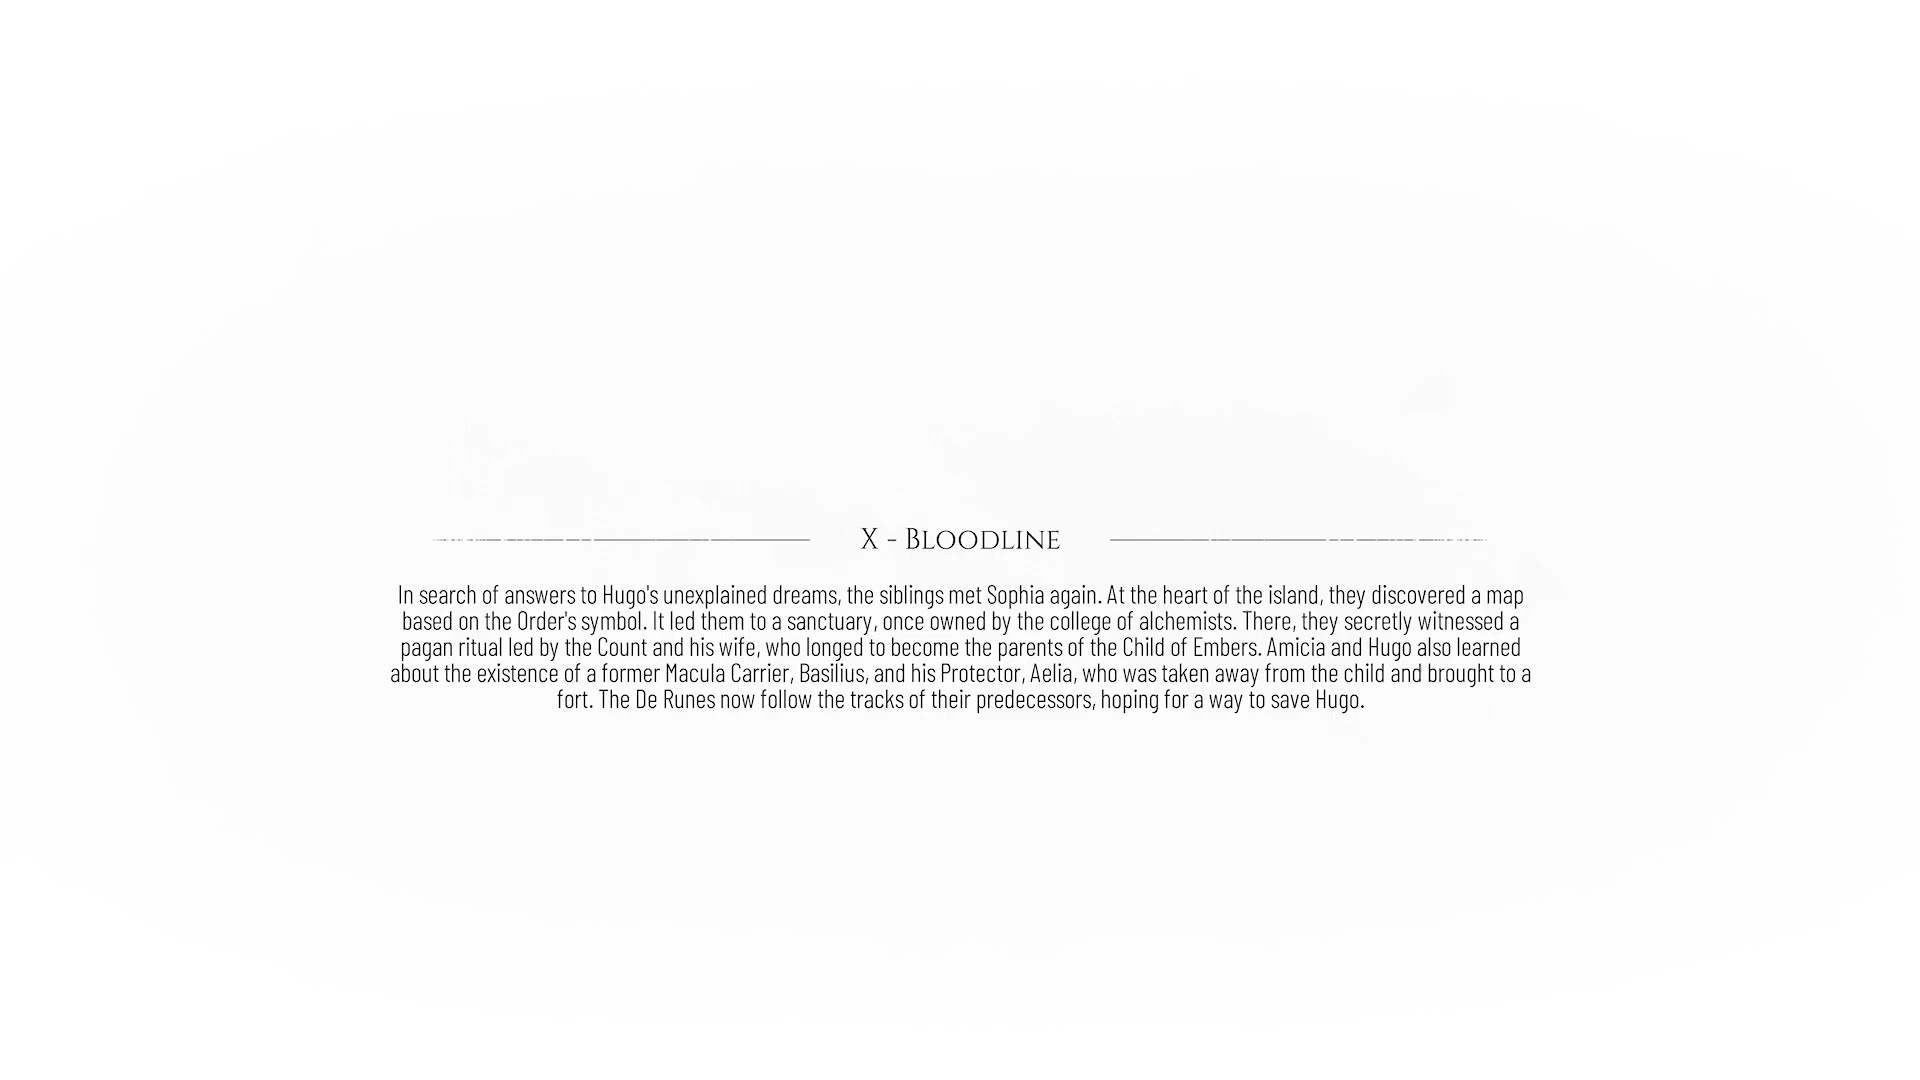 X - Bloodline
In search of answers to Hugo's unexplained dreams, the siblings met Sophia again. At the heart of the island, they discovered a map
based on the Order's symbol. It led them to a sanctuary, once owned by the college of alchemists. There, they secretly witnessed a
pagan ritual led by the Count and his wife, who longed to become the parents of the Child of Embers. Amicia and Hugo also learned
about the existence of a former Macula Carrier, Basilius, and his Protector, Aelia, who was taken away from the child and brought to a
fort. The De Runes now follow the tracks of their predecessors, hoping for a way to save Hugo.